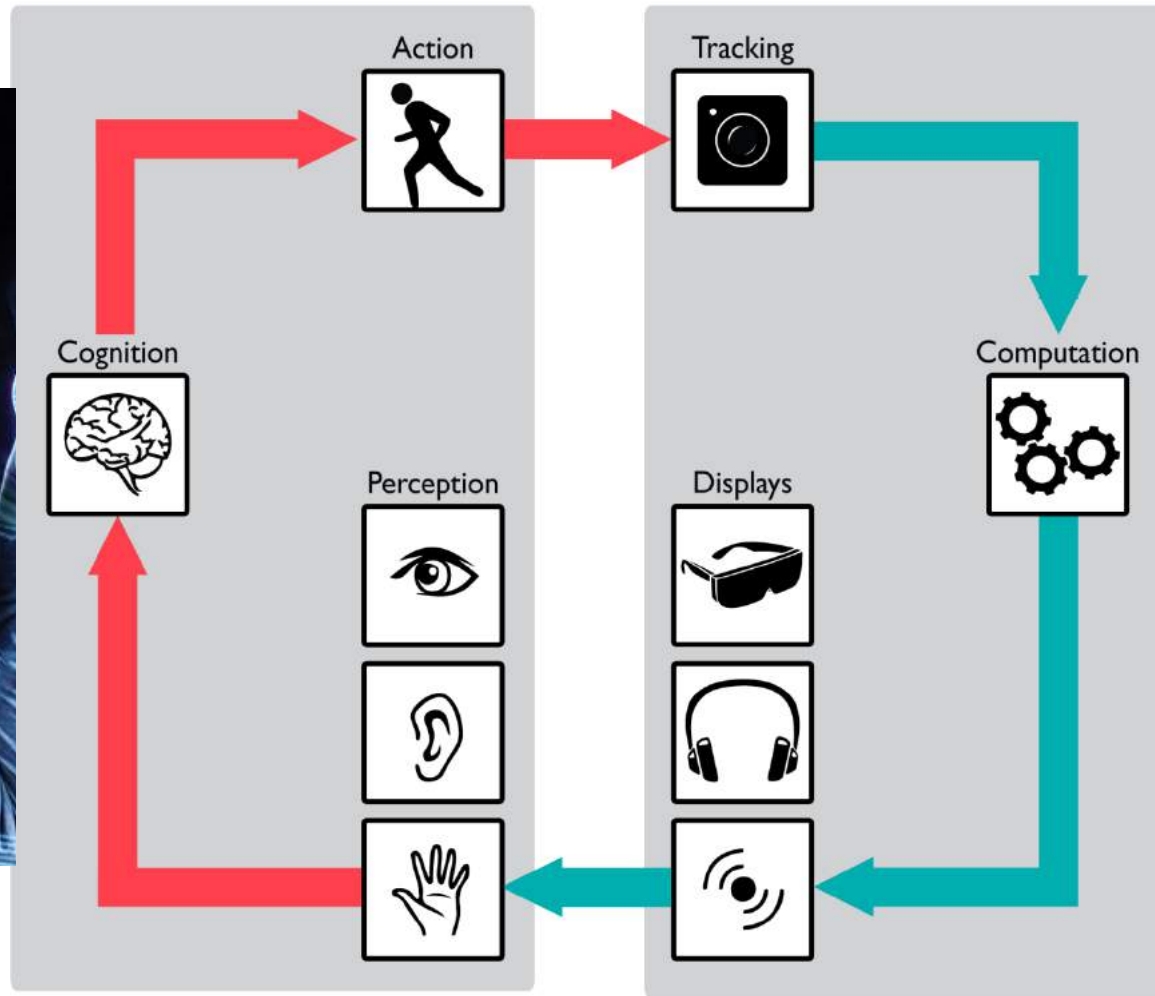 Action
Tracking
Cognition
Computation
Perception
Displays